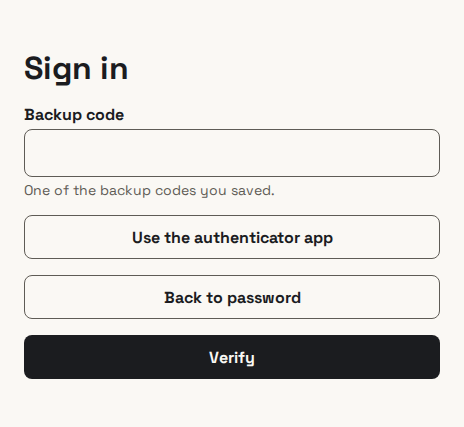 Sign in
Backup code
One of the backup codes you saved.
Use the authenticator app
Back to password
Verify